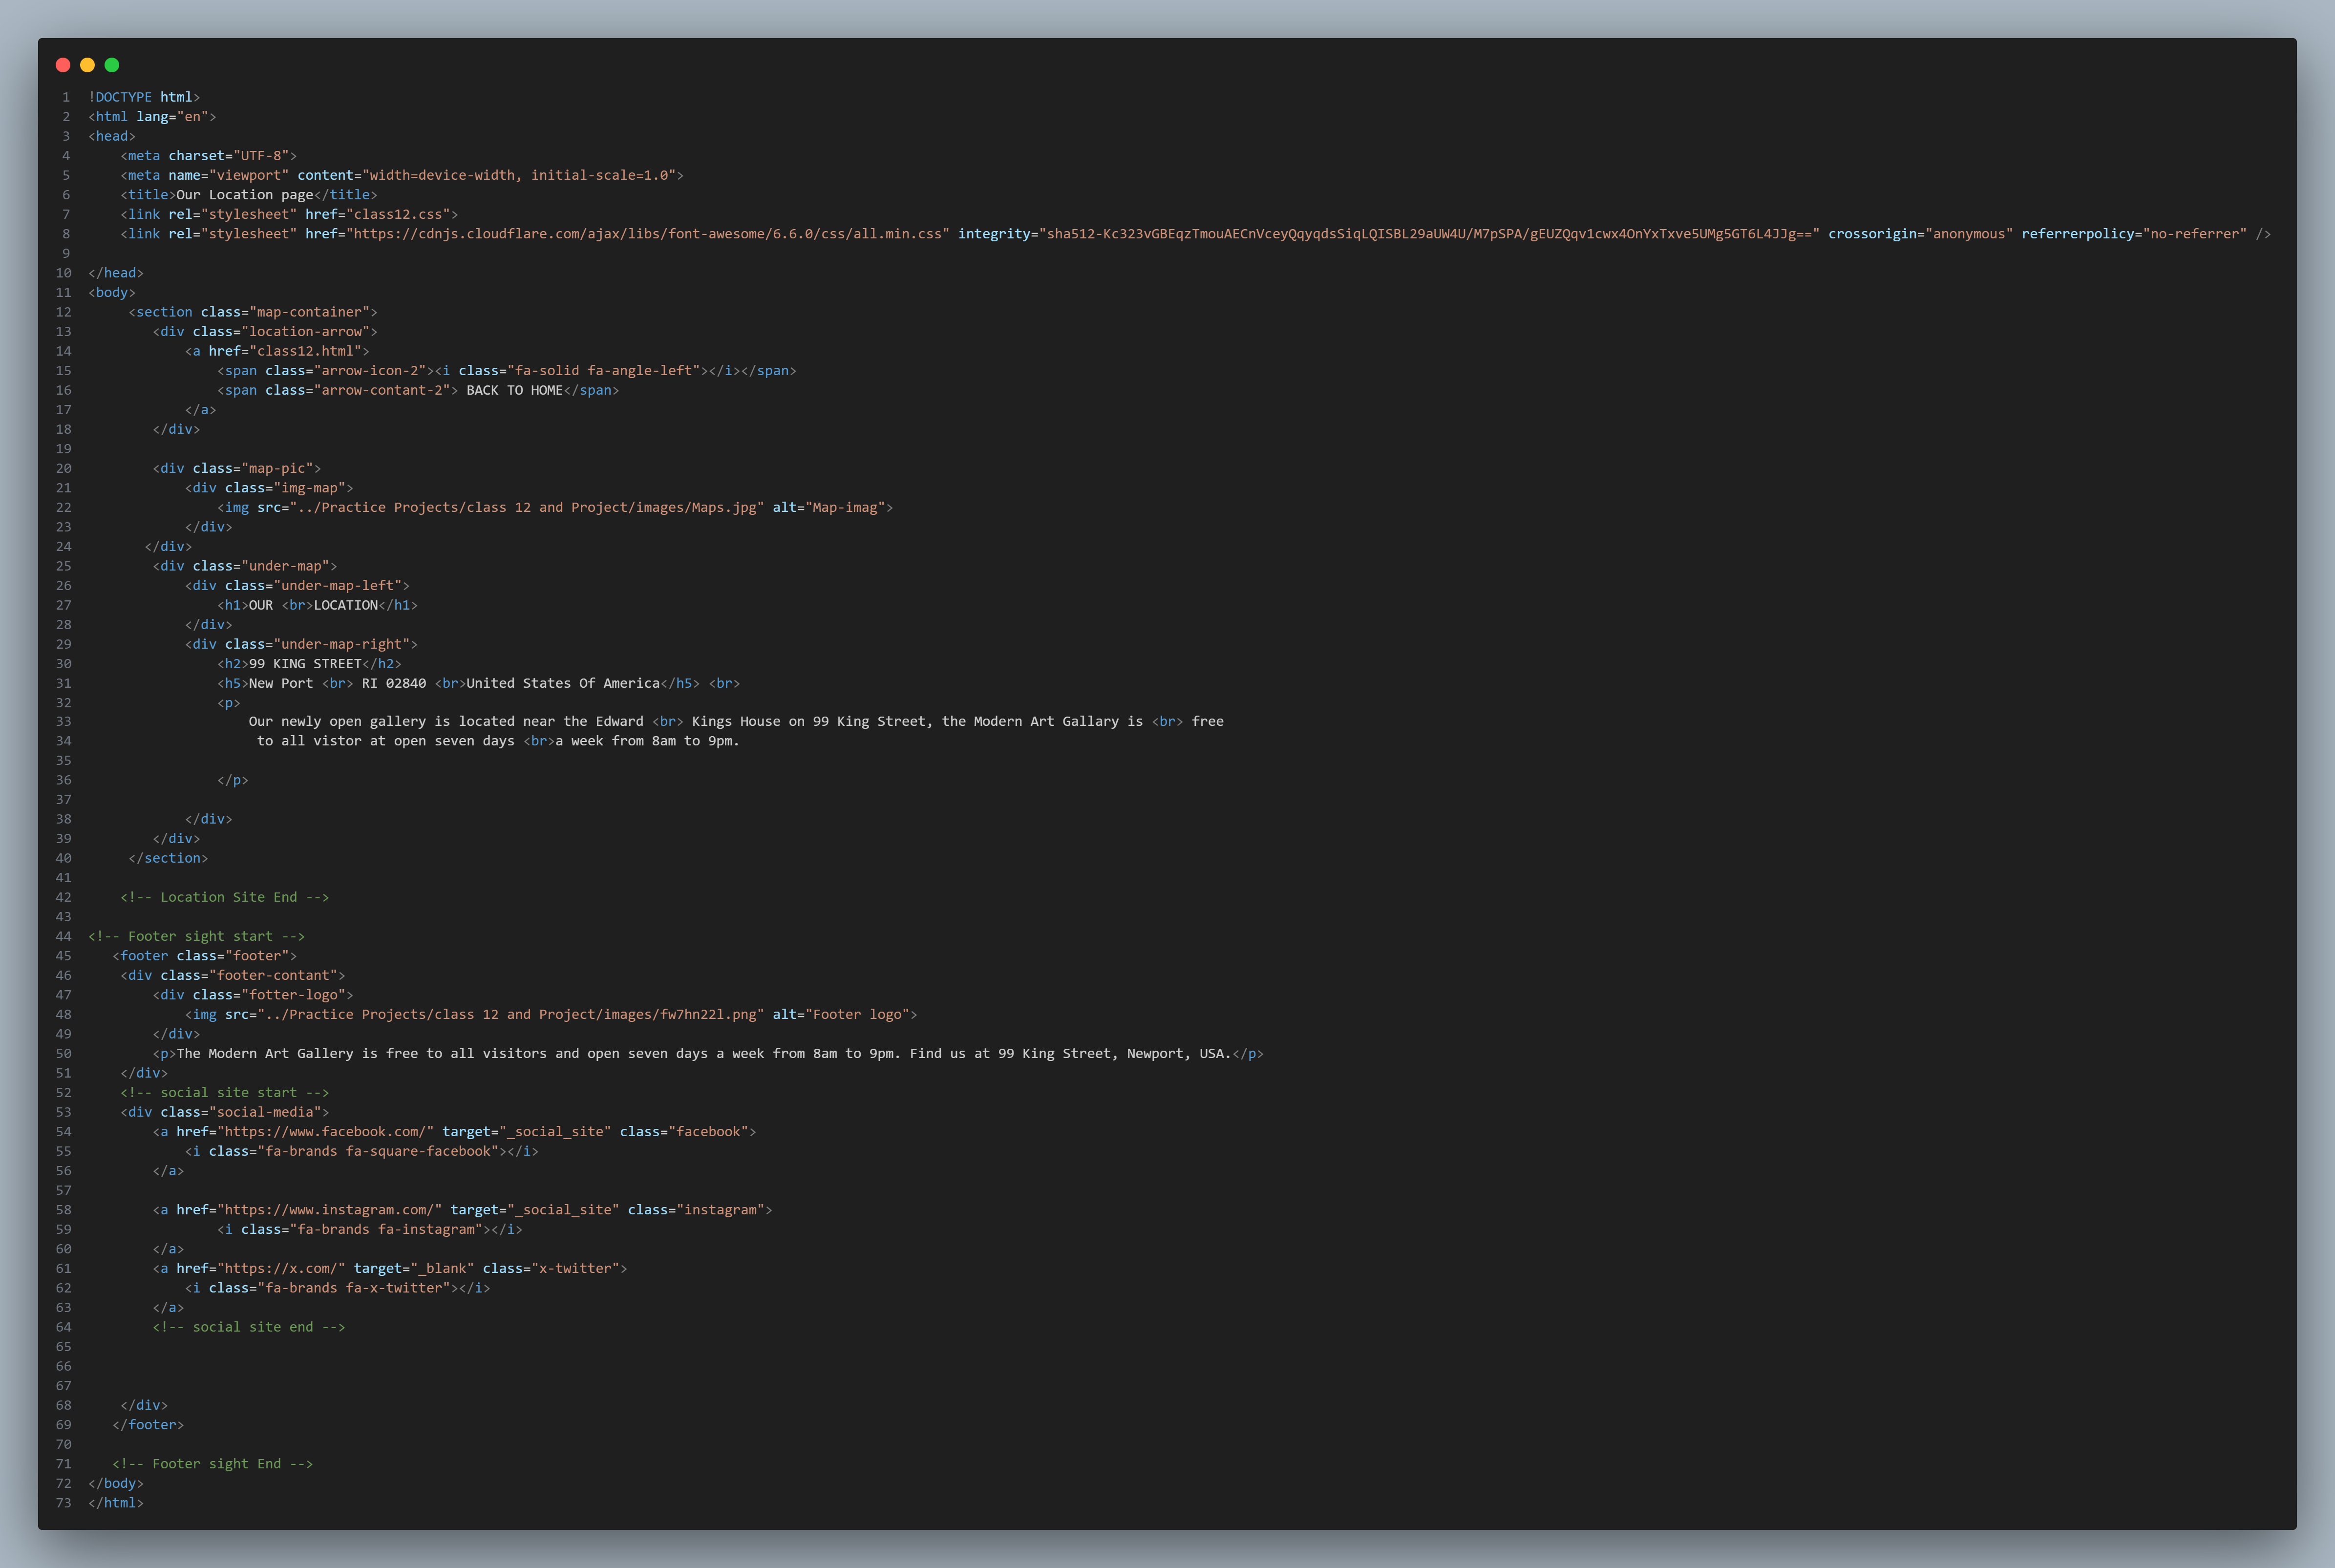 1 !DOCTYPE html>
2 <html lang="en">
3 <head>
4     <meta charset="UTF-8">
5     <meta name="viewport" content="width=device-width, initial-scale=1.0">
6     <title>Our Location page</title>
7     <link rel="stylesheet" href="class12.css">
8     <link rel="stylesheet" href="https://cdnjs.cloudflare.com/ajax/libs/font-awesome/6.6.0/css/all.min.css" integrity="sha512-Kc323vGBEqzTmouAECnVceyQqyqdsSiqLQISBL29aUW4U/M7pSPA/gEUZQqv1cwx4OnYxTxve5UMg5GT6L4JJg==" crossorigin="anonymous" referrerpolicy="no-referrer" />
9
10 </head>
11 <body>
12      <section class="map-container">
13         <div class="location-arrow">
14             <a href="class12.html">
15                 <span class="arrow-icon-2"><i class="fa-solid fa-angle-left"></i></span>
16                 <span class="arrow-contant-2"> BACK TO HOME</span>
17             </a>
18         </div>
19
20         <div class="map-pic">
21             <div class="img-map">
22                 <img src="../Practice Projects/class 12 and Project/images/Maps.jpg" alt="Map-imag">
23             </div>
24        </div>
25         <div class="under-map">
26             <div class="under-map-left">
27                 <h1>OUR <br>LOCATION</h1>
28             </div>
29             <div class="under-map-right">
30                 <h2>99 KING STREET</h2>
31                 <h5>New Port <br> RI 02840 <br>United States Of America</h5> <br>
32                 <p>
33                     Our newly open gallery is located near the Edward <br> Kings House on 99 King Street, the Modern Art Gallary is <br> free
34                      to all vistor at open seven days <br>a week from 8am to 9pm.
35
36                 </p>
37
38             </div>
39         </div>
40      </section>
41
42     <!-- Location Site End -->
43
44 <!-- Footer sight start -->
45    <footer class="footer">
46     <div class="footer-contant">
47         <div class="fotter-logo">
48             <img src="../Practice Projects/class 12 and Project/images/fw7hn22l.png" alt="Footer logo">
49         </div>
50         <p>The Modern Art Gallery is free to all visitors and open seven days a week from 8am to 9pm. Find us at 99 King Street, Newport, USA.</p>
51     </div>
52     <!-- social site start -->
53     <div class="social-media">
54         <a href="https://www.facebook.com/" target="_social_site" class="facebook">
55             <i class="fa-brands fa-square-facebook"></i>
56         </a>
57
58         <a href="https://www.instagram.com/" target="_social_site" class="instagram">
59                 <i class="fa-brands fa-instagram"></i>
60         </a>
61         <a href="https://x.com/" target="_blank" class="x-twitter">
62             <i class="fa-brands fa-x-twitter"></i>
63         </a>
64         <!-- social site end -->
65
66
67
68     </div>
69    </footer>
70
71    <!-- Footer sight End -->
72 </body>
73 </html>